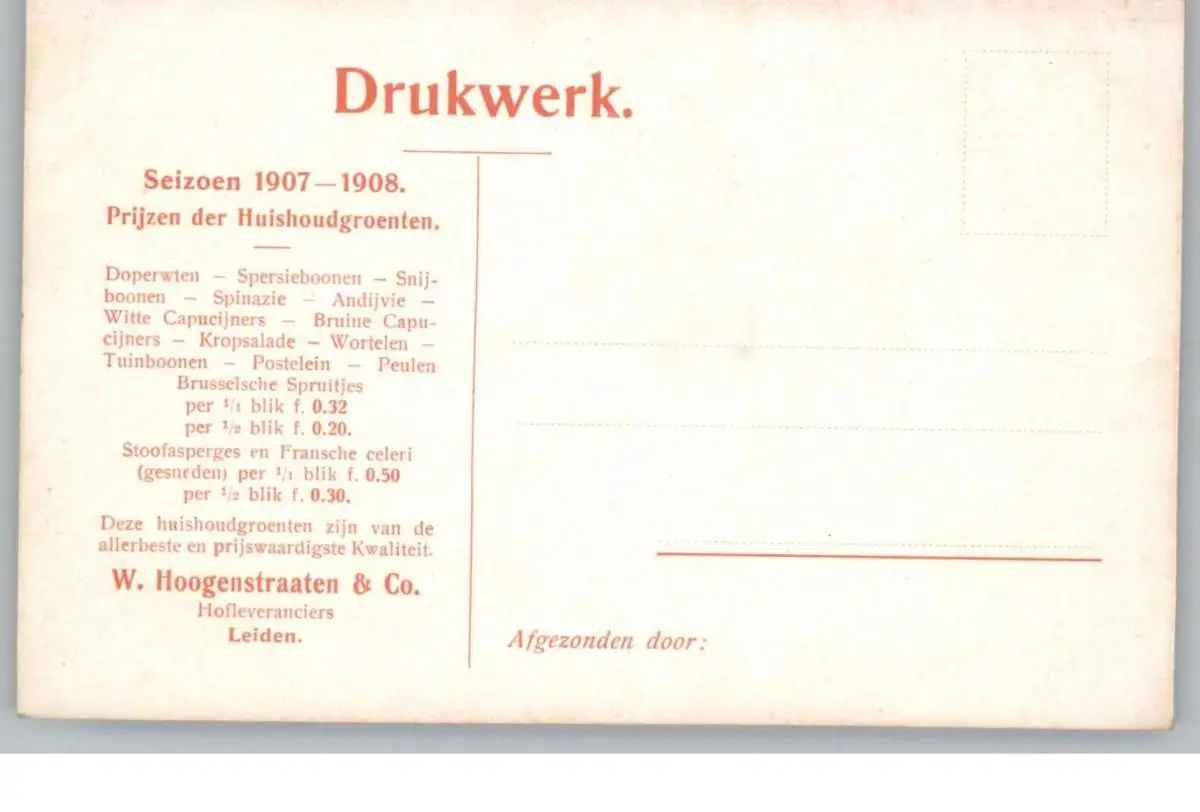 Drukwerk.
Seizoen 1907—1908.
Prijzen der Huishoudgroenten.
Doperwten — Spersieboonen — Snij-
boonen — Spinazie — Andijvie —
Witte Capucijners — Bruine Capu-
cijners — Kropsalade — Wortelen —
Tuinboonen — Postelein — Peulen
Brusselsche Spruitjes
per 1/1 blik f. 0.32
per 1/2 blik f. 0.20.
Stoofasperges en Fransche celeri
(gesneden) per 1/1 blik f. 0.50
per 1/2 blik f. 0.30.
Deze huishoudgroenten zijn van de
allerbeste en prijswaardigste Kwaliteit.
W. Hoogenstraaten & Co.
Hofleveranciers
Leiden.
Afgezonden door: